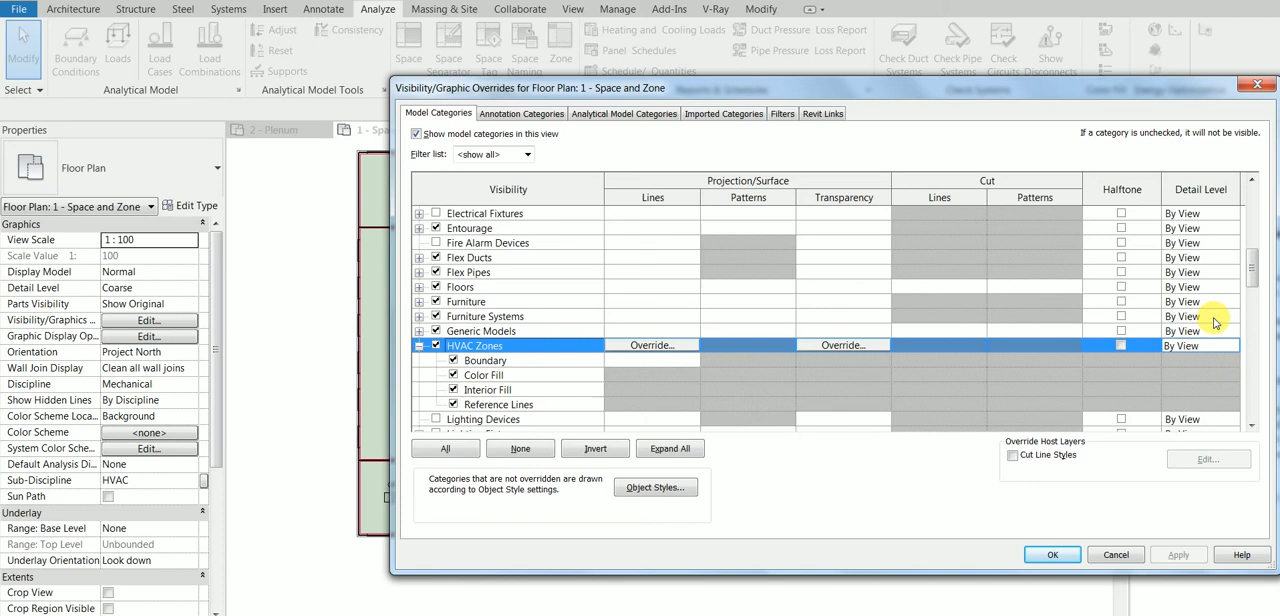 File Architecture Structure Steel Systems Insert Annotate Analyze Massing & Site Collaborate View Manage Add-Ins V-Ray Modify
Modify
Boundary Conditions
Loads
Load Cases
Load Combinations
Adjust
Reset
Supports
Consistency
Space
Space Separator
Space Tag
Space Naming
Zone
Heating and Cooling Loads
Panel Schedules
Schedule/ Quantities
Duct Pressure Loss Report
Pipe Pressure Loss Report
Check Duct Systems
Check Pipe Systems
Check Circuits
Show Disconnects
Select
Analytical Model
Analytical Model Tools
Reports & Schedules
Check Systems
Color Fill
Energy Optimization
Properties
2 - Plenum
1 - Spa
Floor Plan
Floor Plan: 1 - Space and Zone
Edit Type
Graphics
View Scale 1 : 100
Scale Value 1: 100
Display Model Normal
Detail Level Coarse
Parts Visibility Show Original
Visibility/Graphics ... Edit...
Graphic Display Op... Edit...
Orientation Project North
Wall Join Display Clean all wall joins
Discipline Mechanical
Show Hidden Lines By Discipline
Color Scheme Loca... Background
Color Scheme <none>
System Color Sche... Edit...
Default Analysis Di... None
Sub-Discipline HVAC
Sun Path
Underlay
Range: Base Level None
Range: Top Level Unbounded
Underlay Orientation Look down
Extents
Crop View
Crop Region Visible
Visibility/Graphic Overrides for Floor Plan: 1 - Space and Zone
Model Categories Annotation Categories Analytical Model Categories Imported Categories Filters Revit Links
Show model categories in this view
If a category is unchecked, it will not be visible.
Filter list: <show all>
Visibility
Projection/Surface
Cut
Halftone
Detail Level
Lines Patterns Transparency Lines Patterns
Electrical Fixtures By View
Entourage By View
Fire Alarm Devices By View
Flex Ducts By View
Flex Pipes By View
Floors By View
Furniture By View
Furniture Systems By View
Generic Models By View
HVAC Zones Override... Override... By View
Boundary
Color Fill
Interior Fill
Reference Lines
Lighting Devices By View
All None Invert Expand All
Override Host Layers
Cut Line Styles
Edit...
Categories that are not overridden are drawn
according to Object Style settings.
Object Styles...
OK Cancel Apply Help